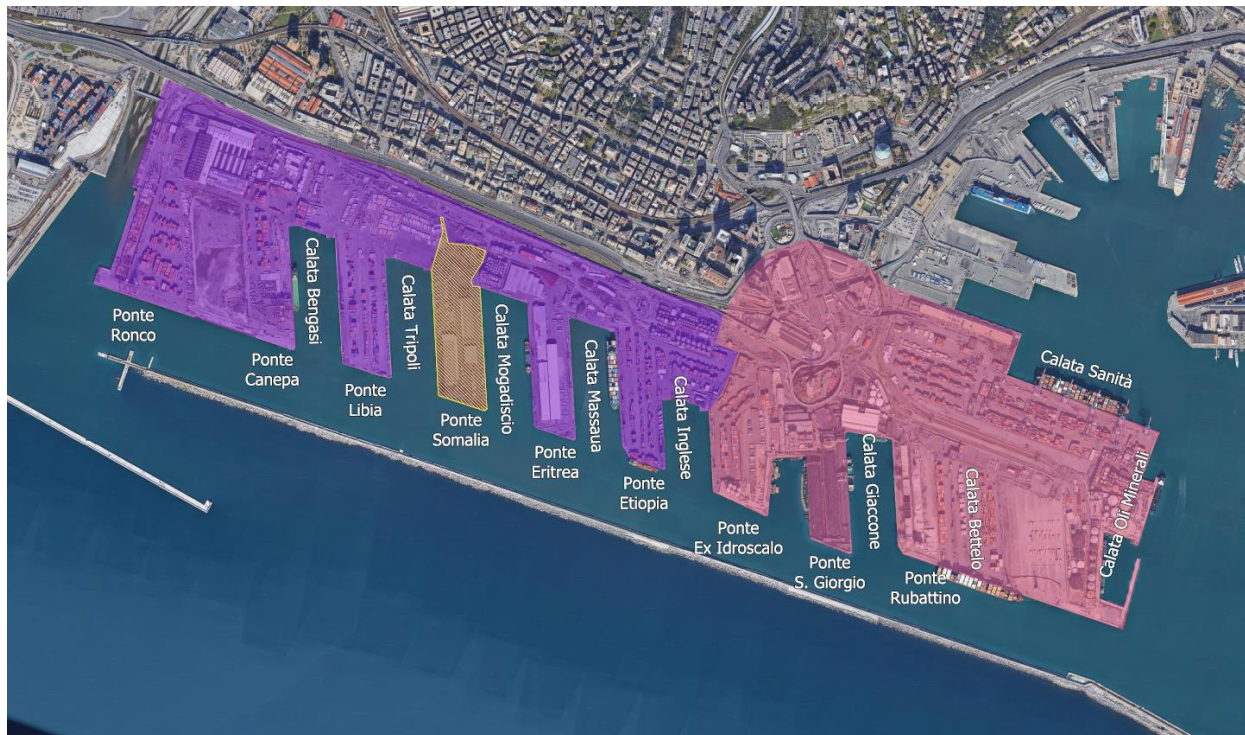 Ponte
Ronco
Ponte
Canepa
Calata Bengasi
Ponte
Libia
Calata Tripoli
Ponte
Somalia
Calata Mogadiscio
Ponte
Eritrea
Calata Massaua
Ponte
Etiopia
Calata Inglese
Ponte
Ex Idroscalo
Ponte
S. Giorgio
Calata Giaccone
Ponte
Rubattino
Calata Bettelo
Calata Sanità
Calata Oli Minerali